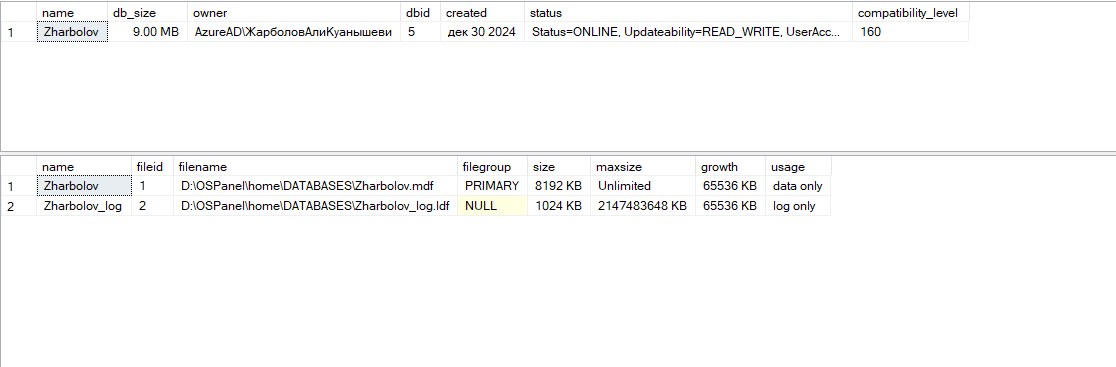 name db_size owner dbid created status compatibility_level
1 Zharbolov 9.00 MB AzureAD\ЖарболовАлиКуанышеви 5 дек 30 2024 Status=ONLINE, Updateability=READ_WRITE, UserAcc... 160
name fileid filename filegroup size maxsize growth usage
1 Zharbolov 1 D:\OSPanel\home\DATABASES\Zharbolov.mdf PRIMARY 8192 KB Unlimited 65536 KB data only
2 Zharbolov_log 2 D:\OSPanel\home\DATABASES\Zharbolov_log.ldf NULL 1024 KB 2147483648 KB 65536 KB log only